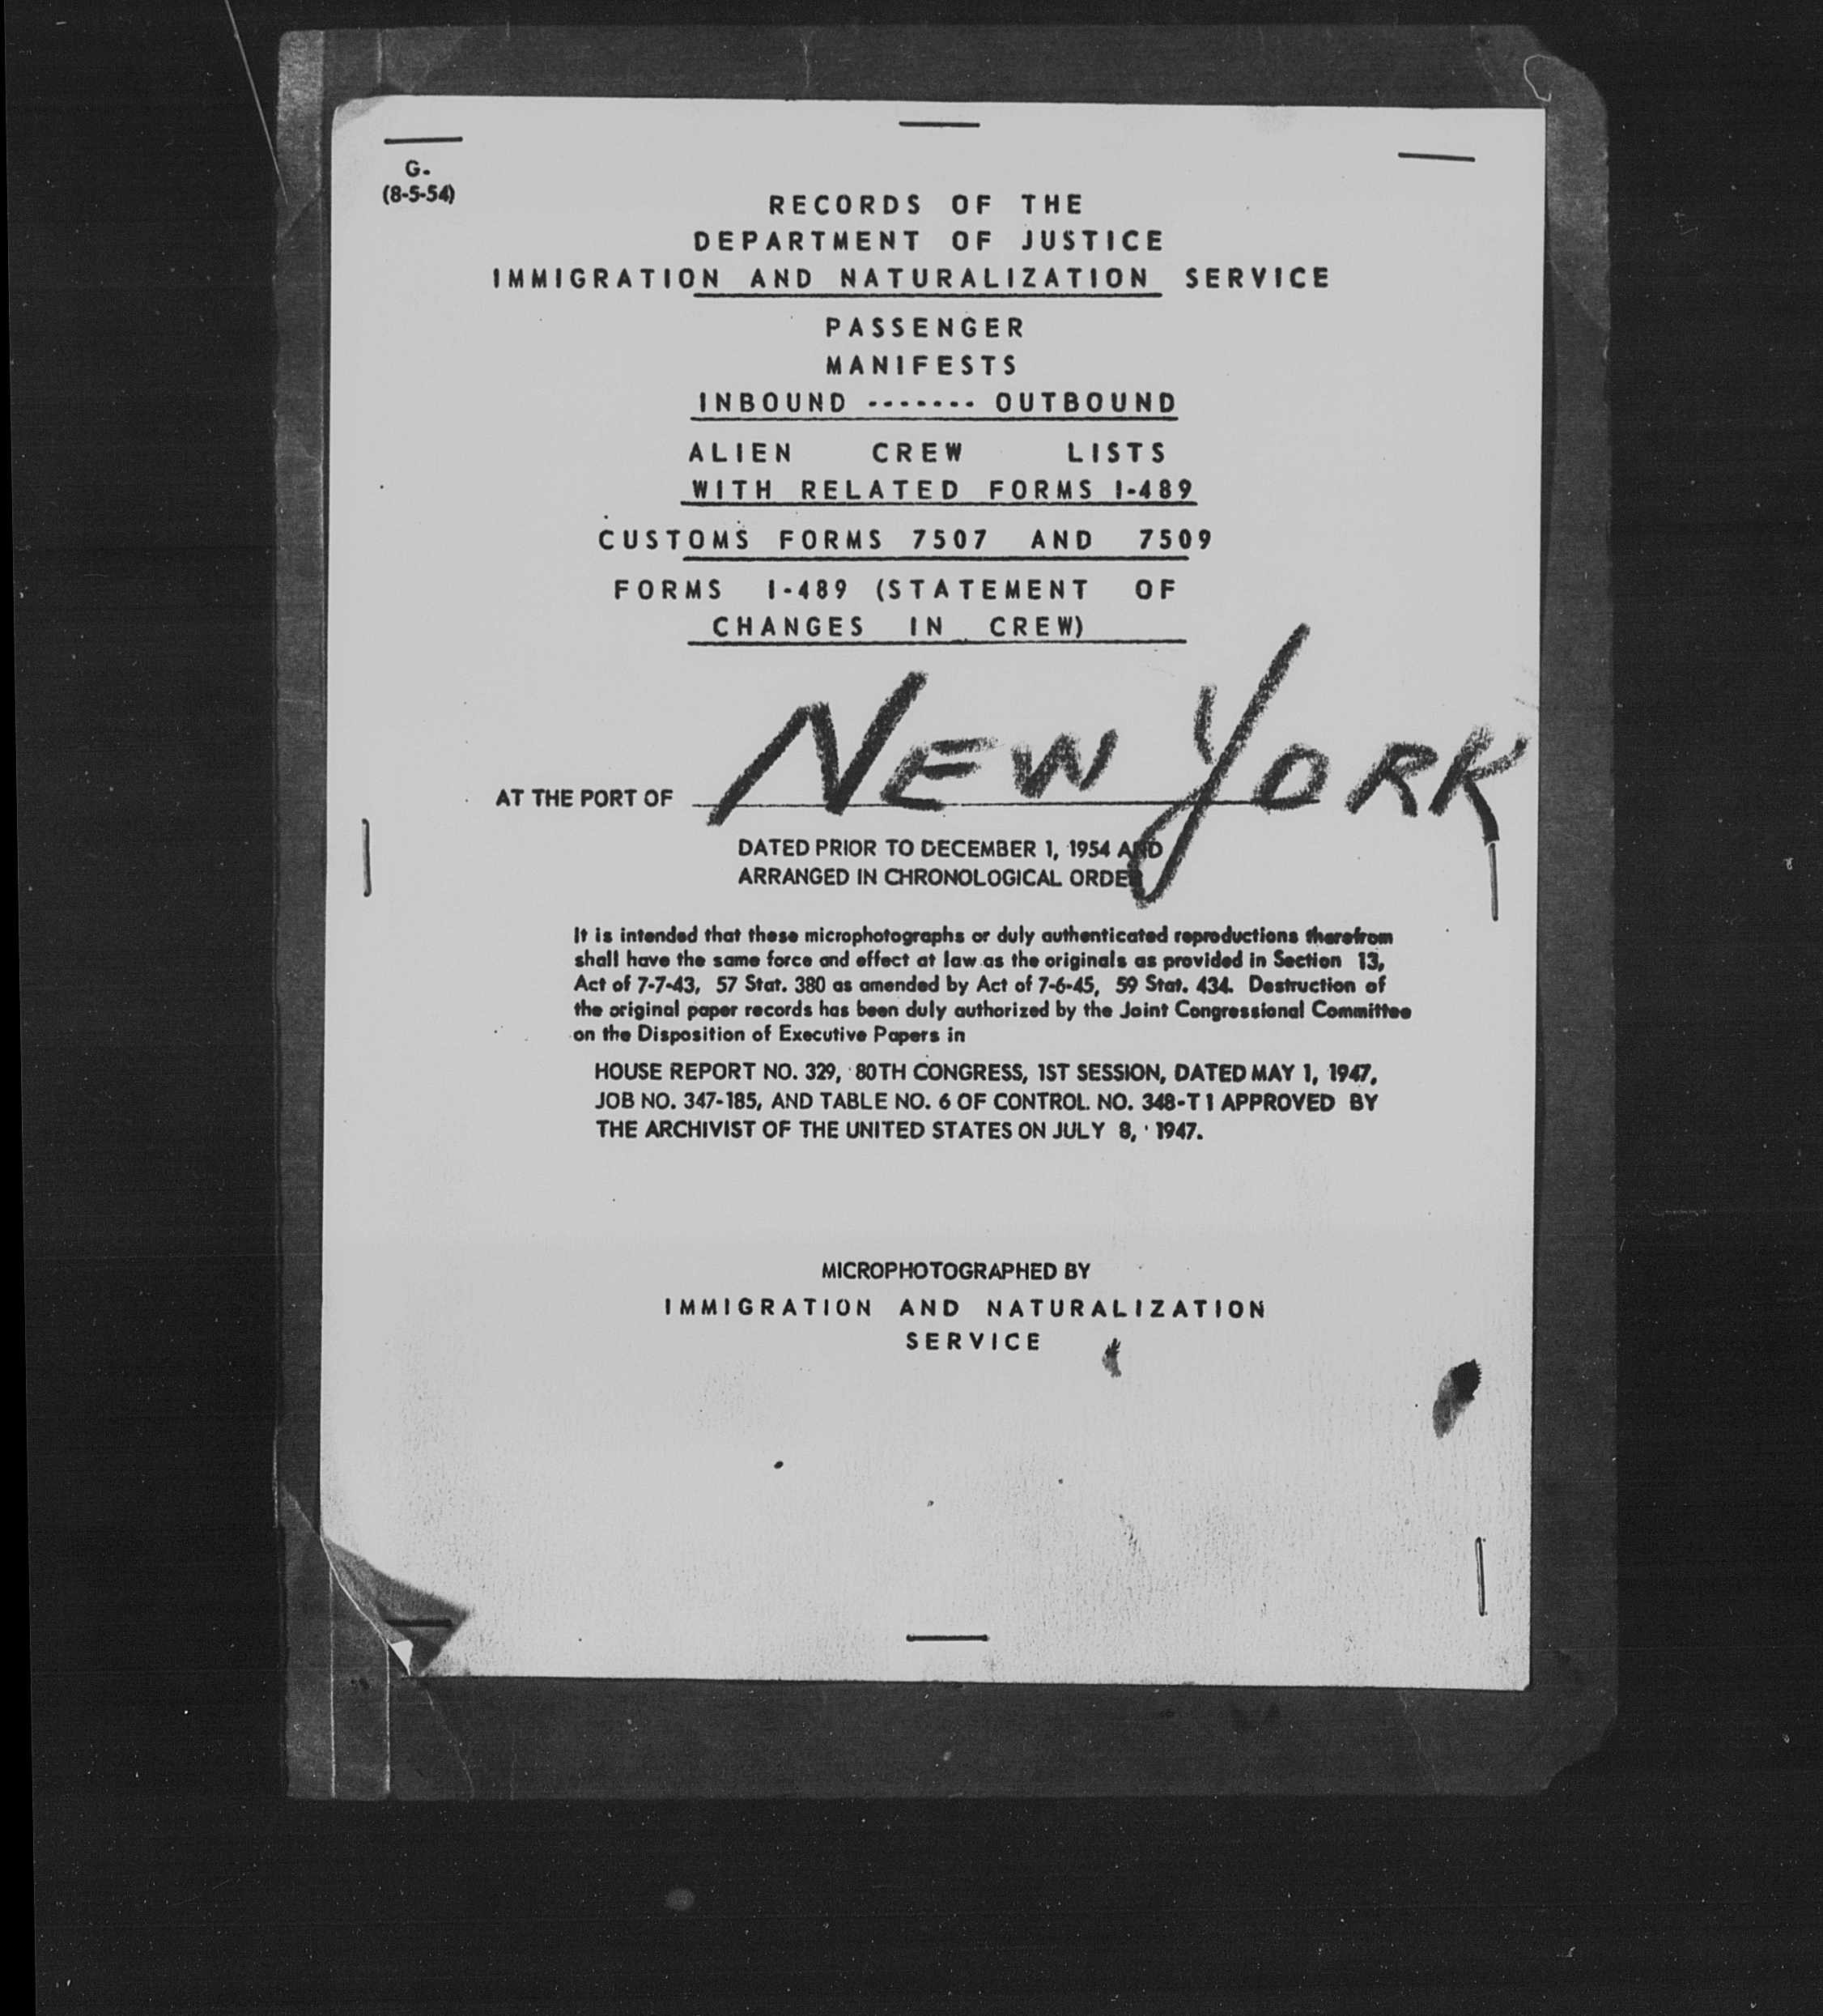 G.
(8-5-54)
RECORDS OF THE
DEPARTMENT OF JUSTICE
IMMIGRATION AND NATURALIZATION SERVICE
PASSENGER
MANIFESTS
INBOUND ------- OUTBOUND
ALIEN CREW LISTS
WITH RELATED FORMS I-489
CUSTOMS FORMS 7507 AND 7509
FORMS I-489 (STATEMENT OF
CHANGES IN CREW)
AT THE PORT OF NEW YORK
DATED PRIOR TO DECEMBER 1, 1954 AND
ARRANGED IN CHRONOLOGICAL ORDER
It is intended that these microphotographs or duly authenticated reproductions therefrom
shall have the same force and effect at law as the originals as provided in Section 13,
Act of 7-7-43, 57 Stat. 380 as amended by Act of 7-6-45, 59 Stat. 434. Destruction of
the original paper records has been duly authorized by the Joint Congressional Committee
on the Disposition of Executive Papers in
HOUSE REPORT NO. 329, 80TH CONGRESS, 1ST SESSION, DATED MAY 1, 1947,
JOB NO. 347-185, AND TABLE NO. 6 OF CONTROL NO. 348-T1 APPROVED BY
THE ARCHIVIST OF THE UNITED STATES ON JULY 8, 1947.
MICROPHOTOGRAPHED BY
IMMIGRATION AND NATURALIZATION
SERVICE